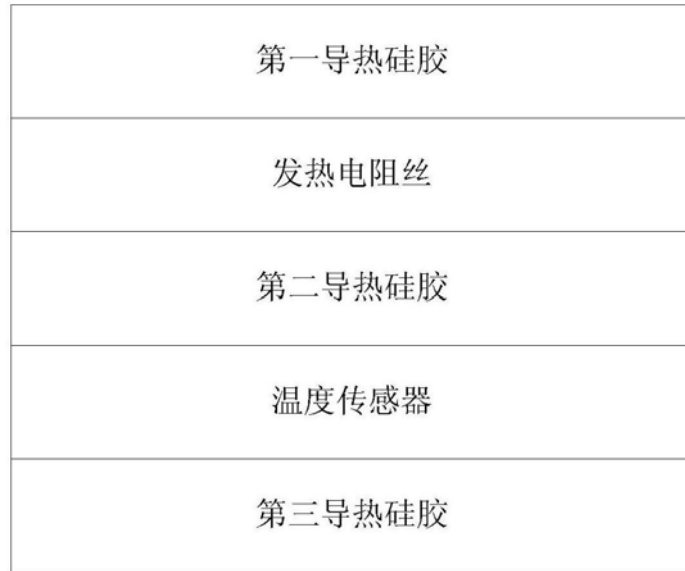 第一导热硅胶
发热电阻丝
第二导热硅胶
温度传感器
第三导热硅胶